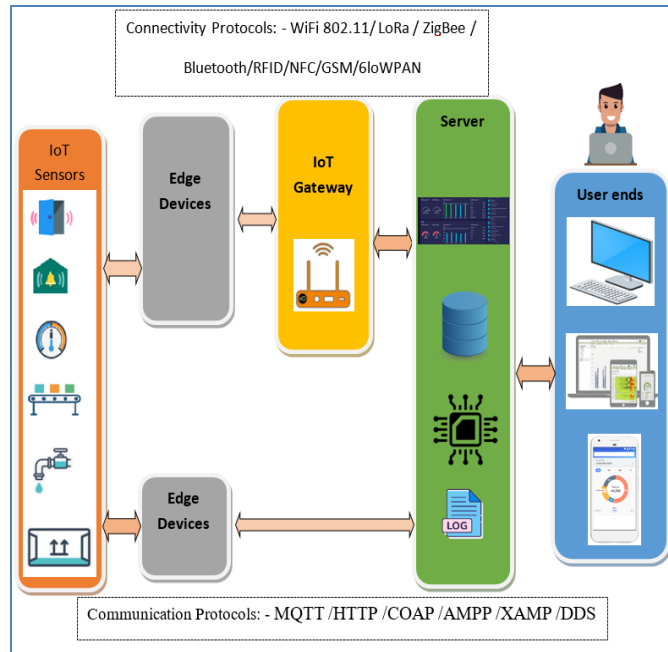 Connectivity Protocols: - WiFi 802.11/ LoRa / ZigBee /
Bluetooth/RFID/NFC/GSM/6loWPAN
IoT
Sensors
Edge
Devices
IoT
Gateway
Server
User ends
LOG
Edge
Devices
Communication Protocols: - MQTT /HTTP /COAP /AMPP /XAMP /DDS